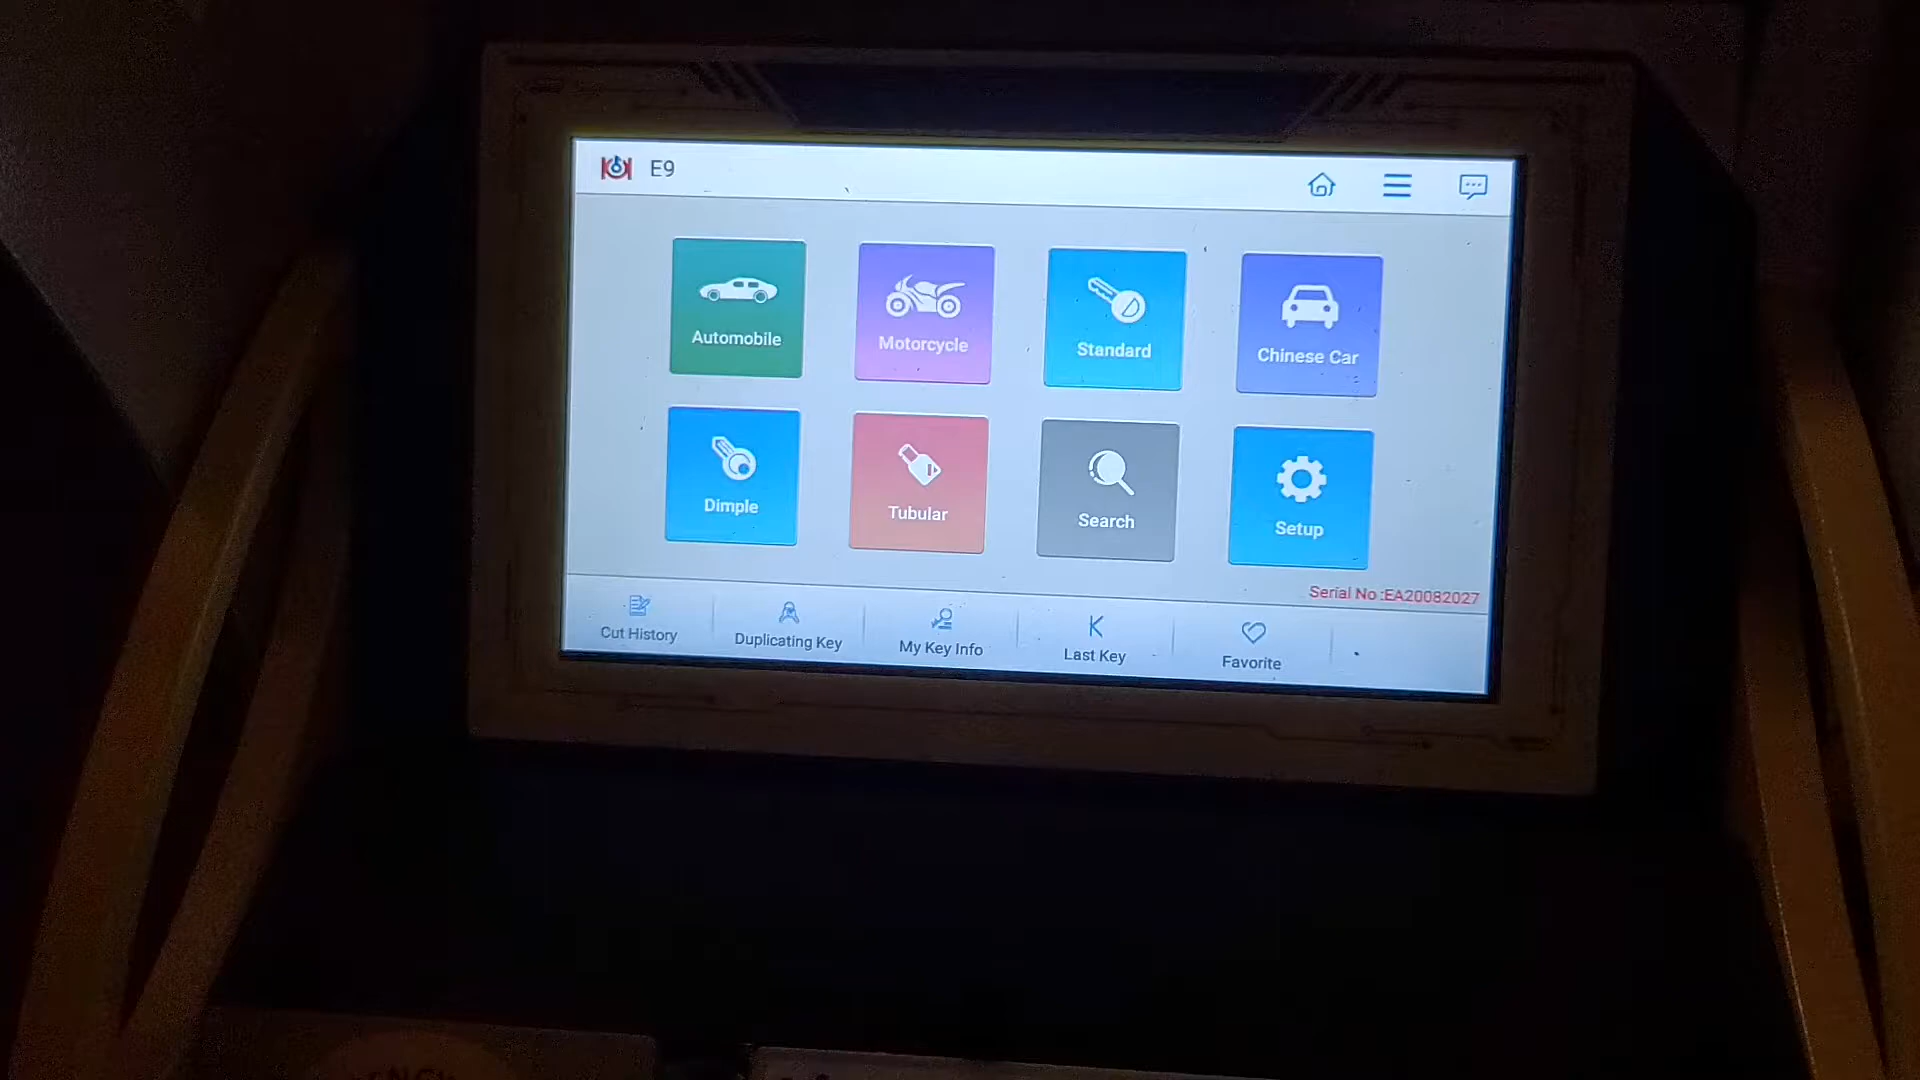 E9
Automobile
Motorcycle
Standard
Chinese Car
Dimple
Tubular
Search
Setup
Serial No :EA20082027
Cut History
Duplicating Key
My Key Info
Last Key
Favorite